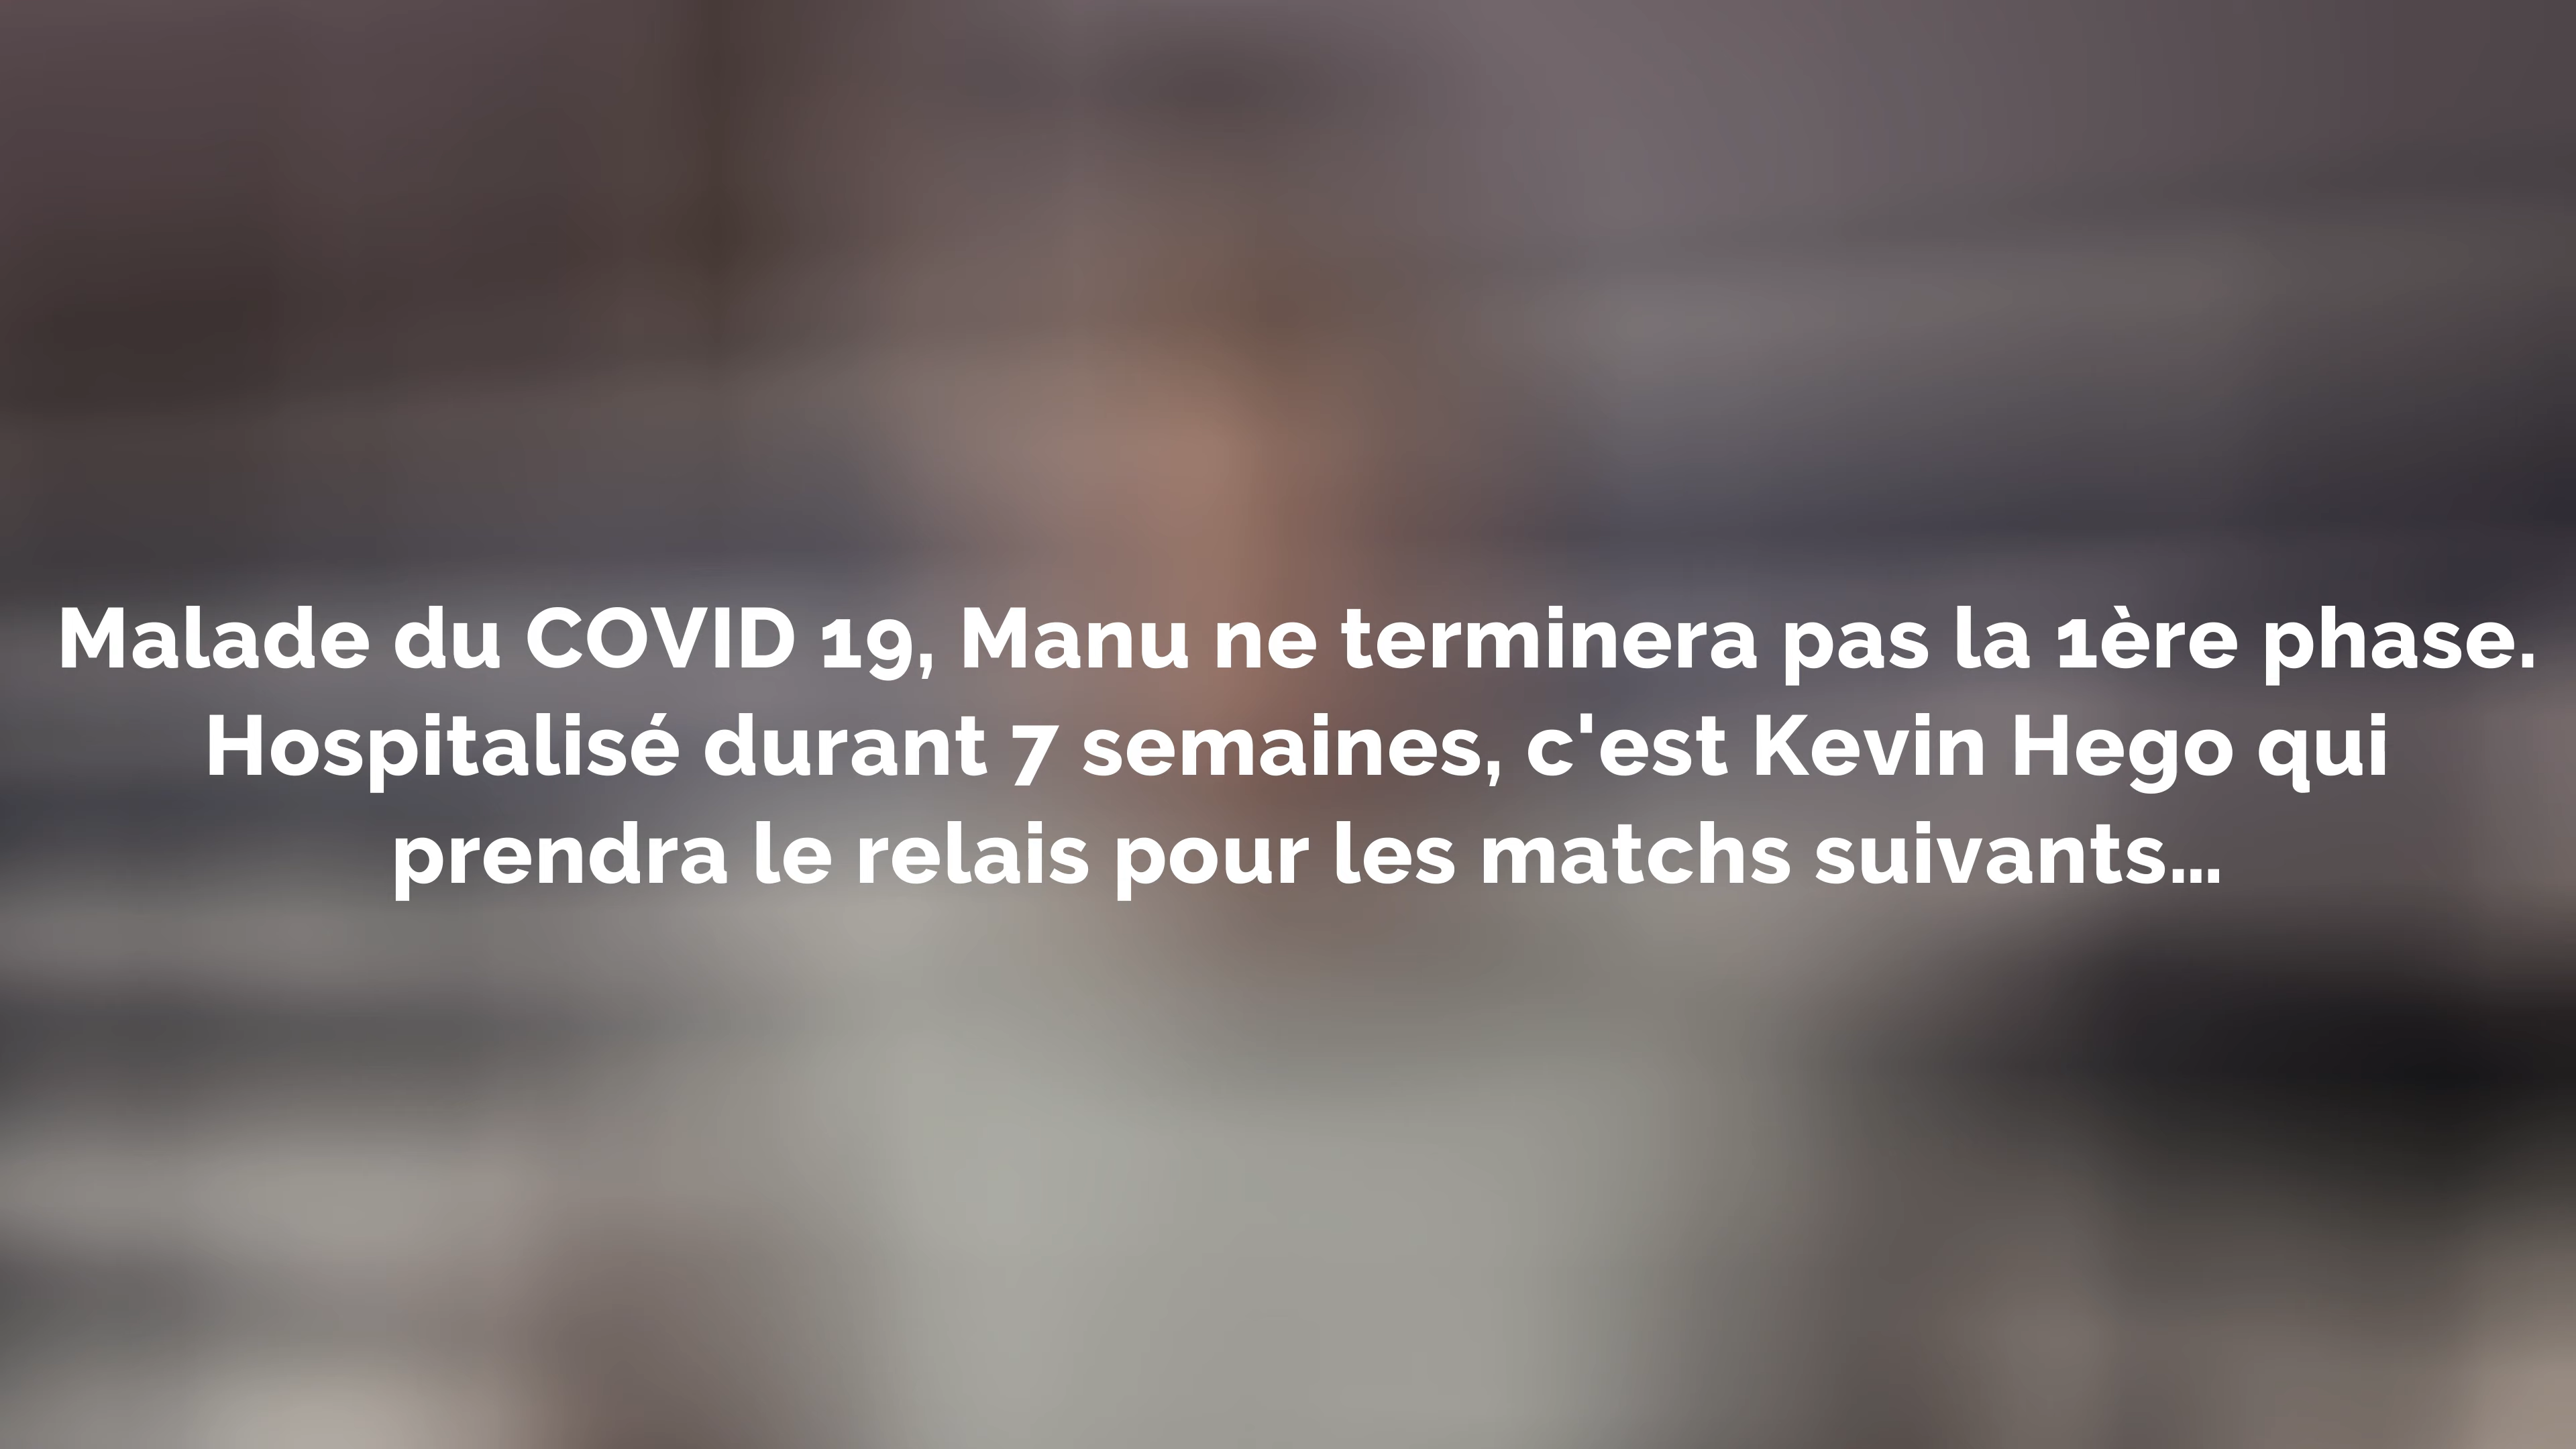 Malade du COVID 19, Manu ne terminera pas la 1ère phase.
Hospitalisé durant 7 semaines, c'est Kevin Hego qui
prendra le relais pour les matchs suivants...